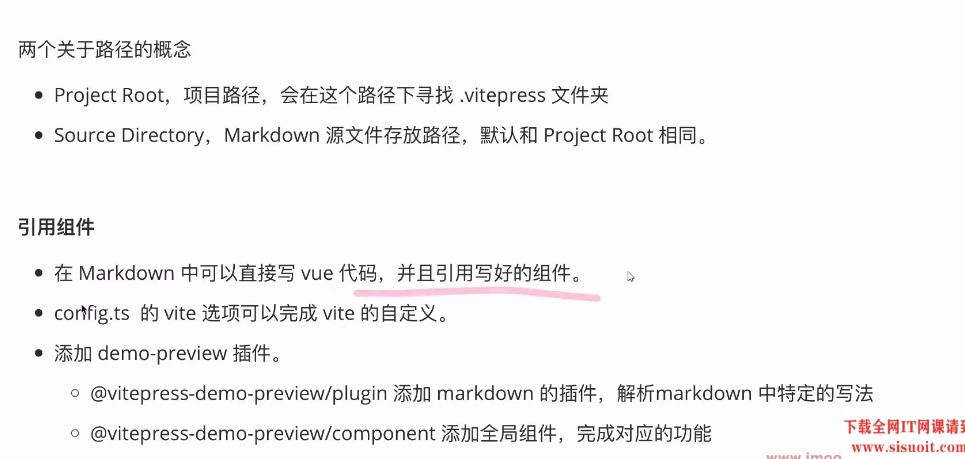 两个关于路径的概念
Project Root，项目路径，会在这个路径下寻找 .vitepress 文件夹
Source Directory，Markdown 源文件存放路径，默认和 Project Root 相同。
引用组件
在 Markdown 中可以直接写 vue 代码，并且引用写好的组件。
config.ts 的 vite 选项可以完成 vite 的自定义。
添加 demo-preview 插件。
@vitepress-demo-preview/plugin 添加 markdown 的插件，解析markdown 中特定的写法
@vitepress-demo-preview/component 添加全局组件，完成对应的功能
下载全网IT网课请到
www.sisuoit.com